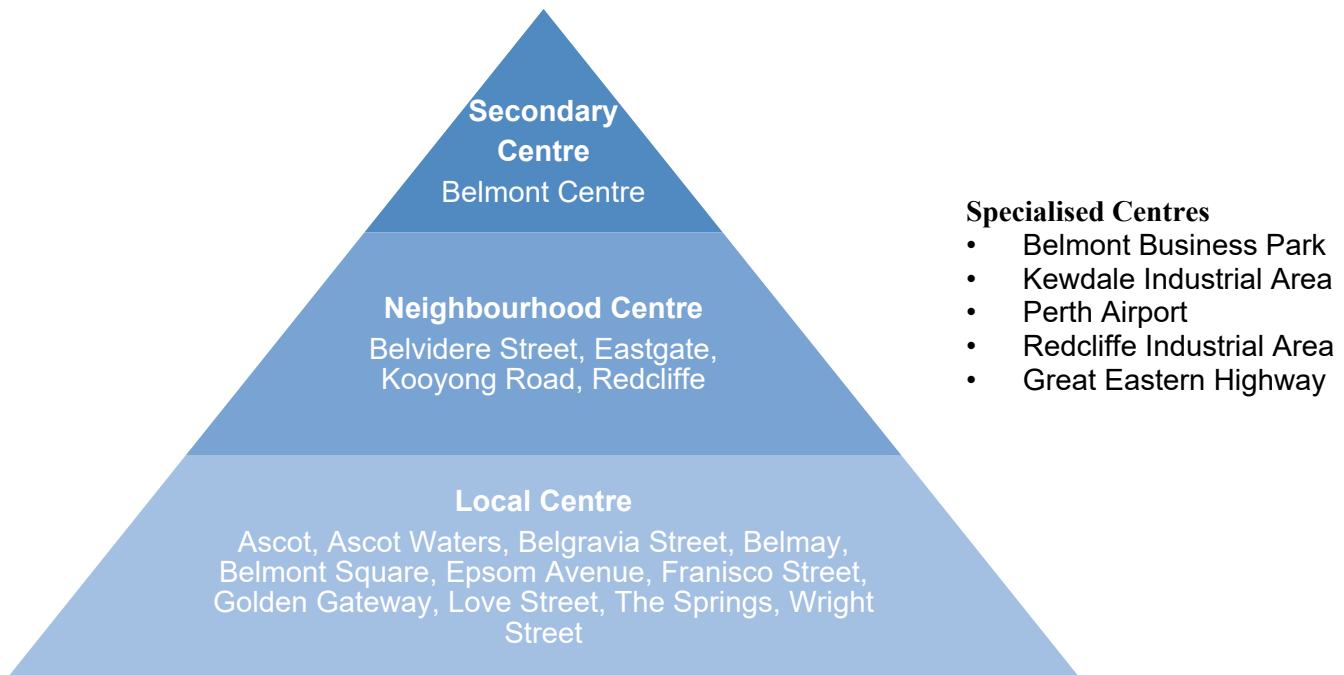 Secondary
Centre
Belmont Centre
Neighbourhood Centre
Belvidere Street, Eastgate,
Kooyong Road, Redcliffe
Local Centre
Ascot, Ascot Waters, Belgravia Street, Belmay,
Belmont Square, Epsom Avenue, Franisco Street,
Golden Gateway, Love Street, The Springs, Wright
Street
Specialised Centres
• Belmont Business Park
• Kewdale Industrial Area
• Perth Airport
• Redcliffe Industrial Area
• Great Eastern Highway